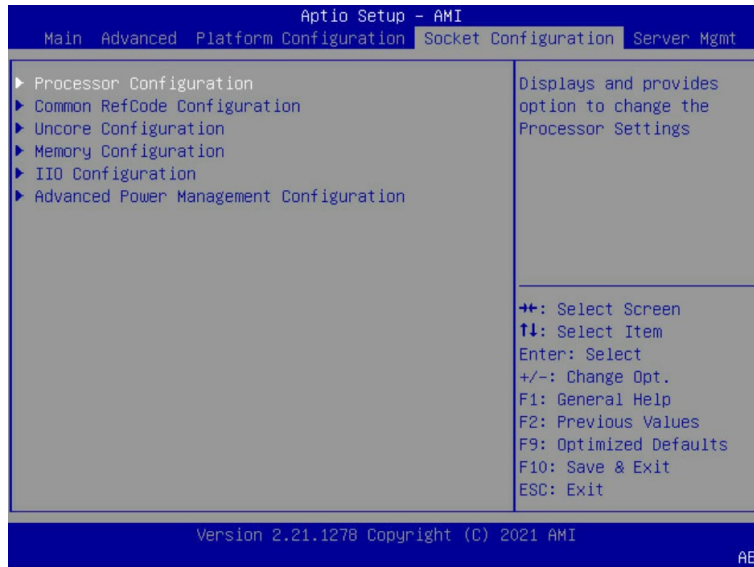 Aptio Setup - AMI
Main Advanced Platform Configuration Socket Configuration Server Mgmt
Processor Configuration
Common RefCode Configuration
Uncore Configuration
Memory Configuration
IIO Configuration
Advanced Power Management Configuration
Displays and provides
option to change the
Processor Settings
→←: Select Screen
↑↓: Select Item
Enter: Select
+/-: Change Opt.
F1: General Help
F2: Previous Values
F9: Optimized Defaults
F10: Save & Exit
ESC: Exit
Version 2.21.1278 Copyright (C) 2021 AMI
AB